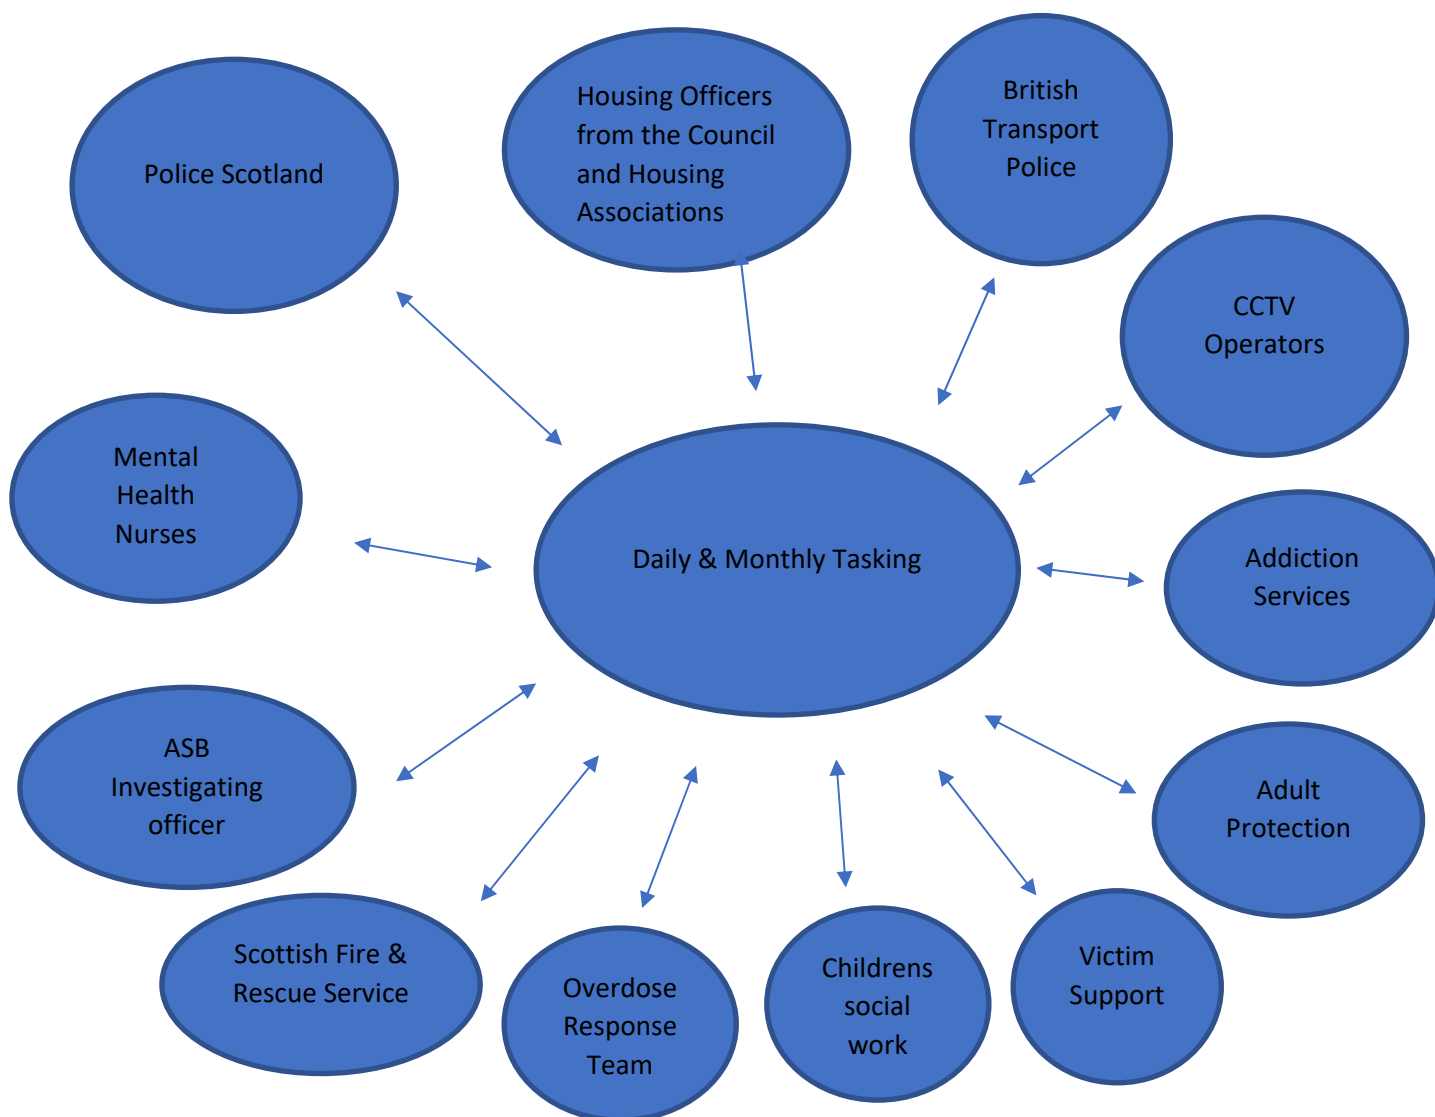 Police Scotland
Housing Officers
from the Council
and Housing
Associations
British
Transport
Police
CCTV
Operators
Mental
Health
Nurses
Daily & Monthly Tasking
Addiction
Services
ASB
Investigating
officer
Adult
Protection
Scottish Fire &
Rescue Service
Overdose
Response
Team
Childrens
social
work
Victim
Support